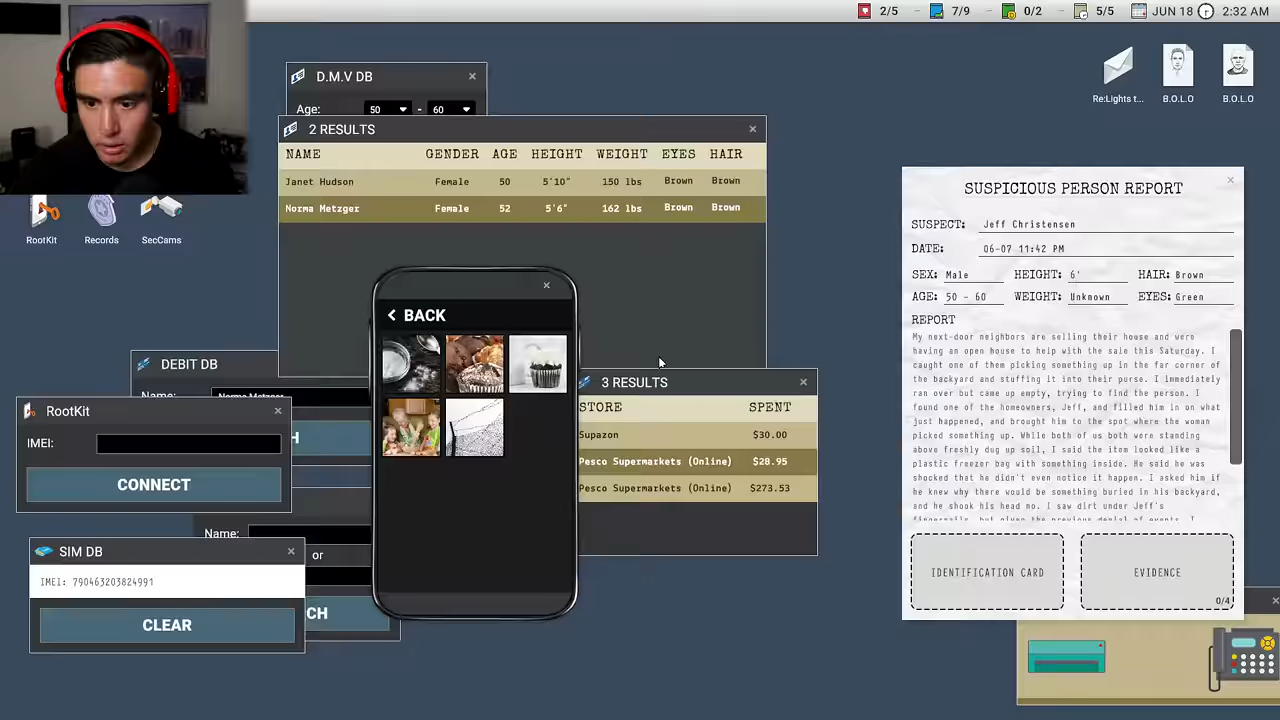 2/5 7/9 0/2 5/5 JUN 18 2:32 AM
Re:Lights t... B.O.L.O B.O.L.O
RootKit Records SecCams
D.M.V DB
Age: 50 - 60
2 RESULTS
NAME GENDER AGE HEIGHT WEIGHT EYES HAIR
Janet Hudson Female 50 5'10" 150 lbs Brown Brown
Norma Metzger Female 52 5'6" 162 lbs Brown Brown
BACK
DEBIT DB
Name: Norma Metzger
H
RootKit
IMEI:
CONNECT
Name:
or
CH
SIM DB
IMEI: 790463203824991
CLEAR
3 RESULTS
STORE SPENT
Supazon $30.00
Pesco Supermarkets (Online) $28.95
Pesco Supermarkets (Online) $273.53
SUSPICIOUS PERSON REPORT
SUSPECT: Jeff Christensen
DATE: 06-07 11:42 PM
SEX: Male HEIGHT: 6' HAIR: Brown
AGE: 50 - 60 WEIGHT: Unknown EYES: Green
REPORT
My next-door neighbors are selling their house and were
having an open house to help with the sale this Saturday. I
caught one of them picking something up in the far corner of
the backyard and stuffing it into their purse. I immediately
ran over but came up empty, trying to find the person. I
found one of the homeowners, Jeff, and filled him in on what
just happened, and brought him to the spot where the woman
picked something up. While both of us both were standing
above freshly dug up soil, I said the item looked like a
plastic freezer bag with something inside. He said he was
shocked that he didn't even notice it happen. I asked him if
he knew why there would be something buried in his backyard,
and he shook his head no. I saw dirt under Jeff's
fingernails, but given the previous denial of events, I
IDENTIFICATION CARD
EVIDENCE
0/4